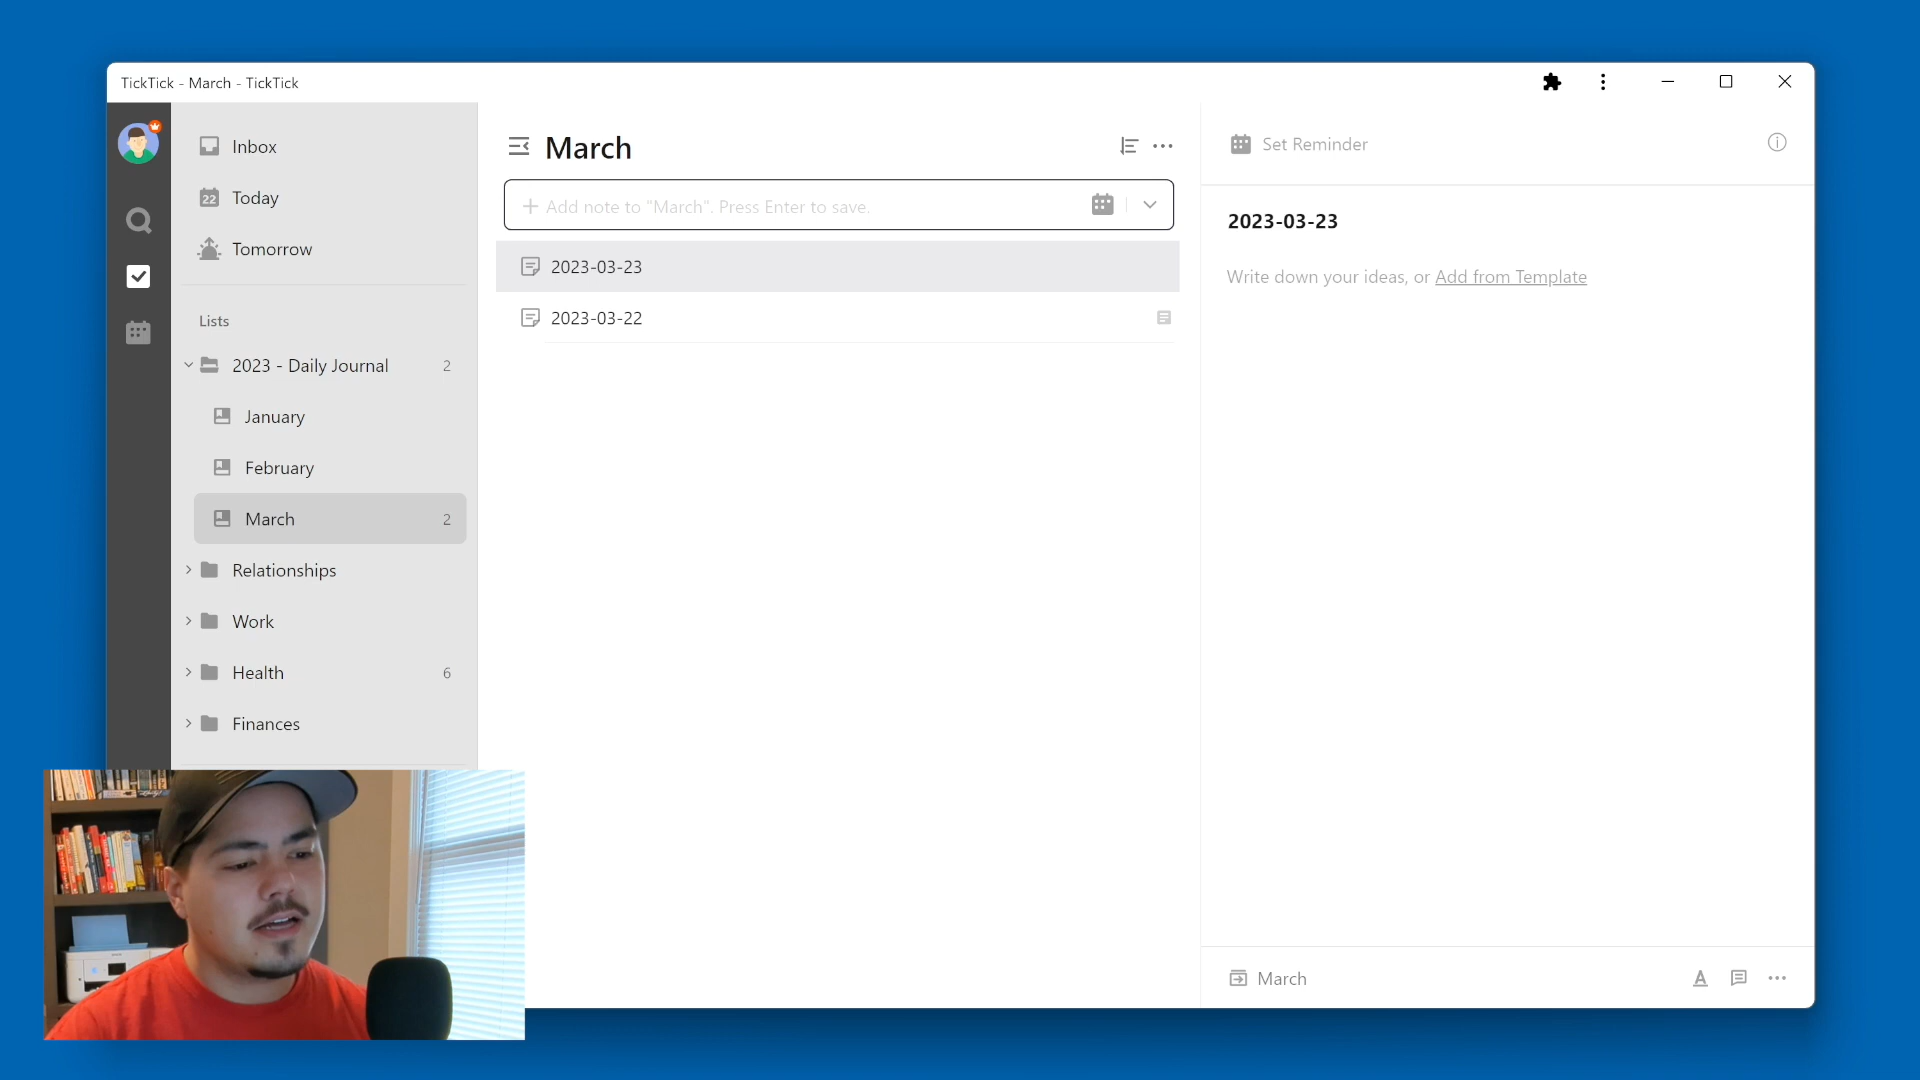 TickTick - March - TickTick
Inbox
22
Today
Tomorrow
Lists
2023 - Daily Journal 2
January
February
March 2
Relationships
Work
Health 6
Finances
March
Add note to "March". Press Enter to save.
2023-03-23
2023-03-22
Set Reminder
2023-03-23
Write down your ideas, or Add from Template
March
A